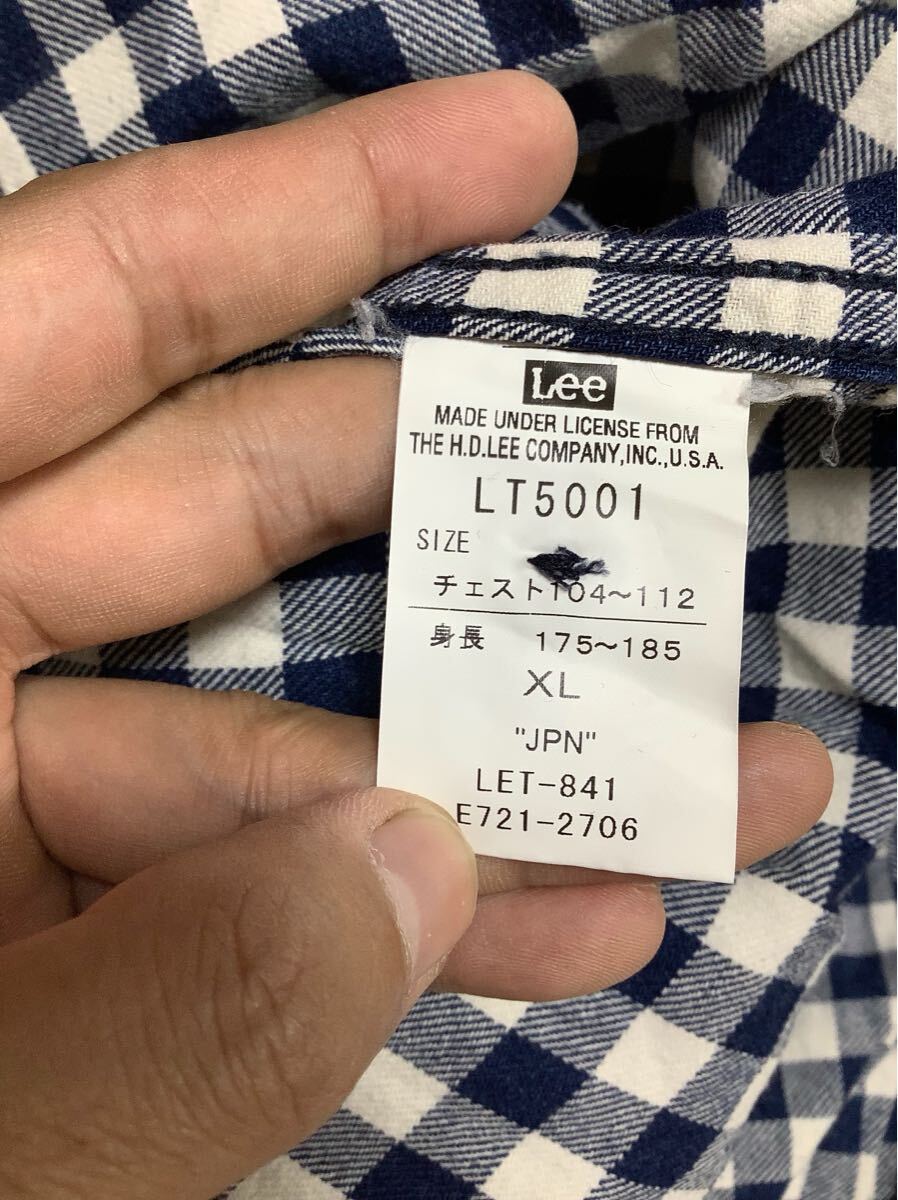 Lee
MADE UNDER LICENSE FROM
THE H.D.LEE COMPANY,INC.,U.S.A.
LT5001
SIZE
チェスト104～112
身長 175～185
XL
"JPN"
LET-841
E721-2706